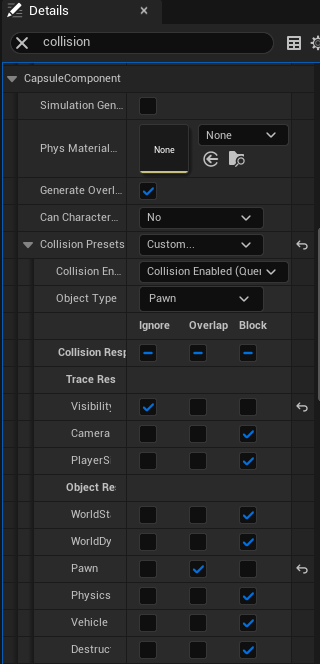 Details
collision
CapsuleComponent
Simulation Gen...
Phys Material...
None
None
Generate Overl...
Can Character...
No
Collision Presets
Custom...
Collision En...
Collision Enabled (Quer
Object Type
Pawn
Ignore Overlap Block
Collision Resp
Trace Res
Visibility
Camera
PlayerS
Object Re
WorldSt
WorldDy
Pawn
Physics
Vehicle
Destruc